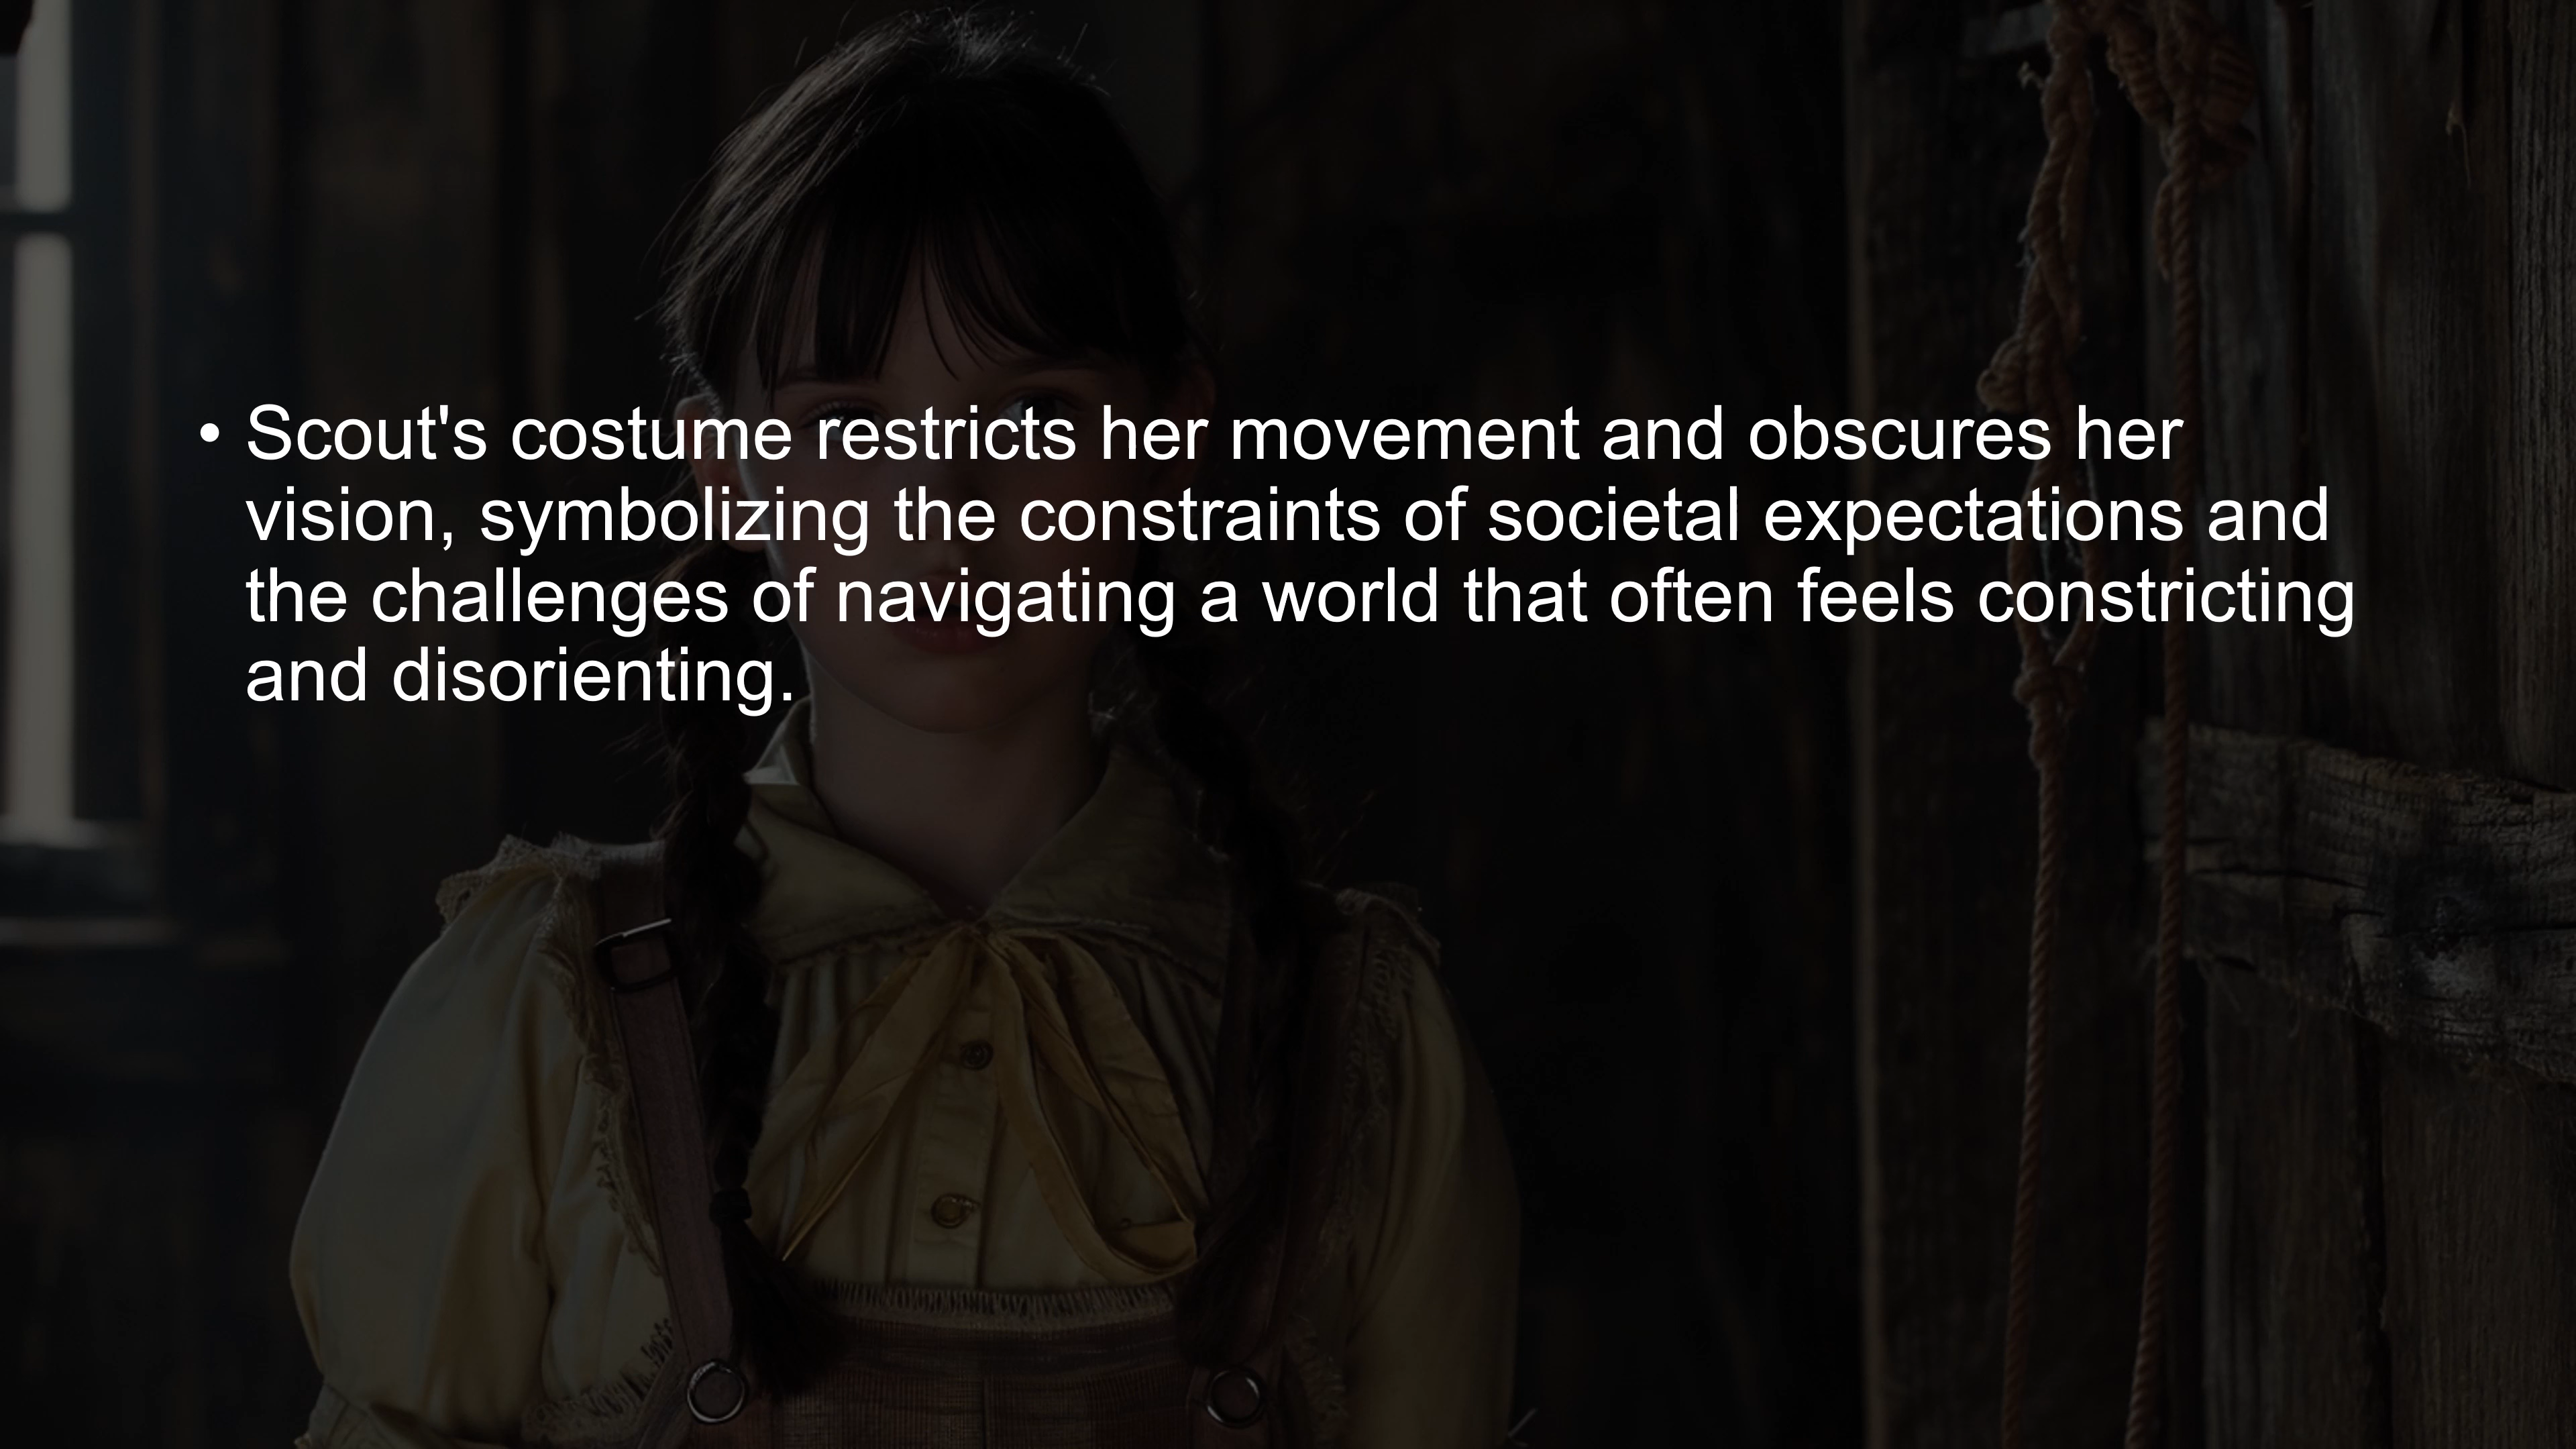 • Scout's costume restricts her movement and obscures her
vision, symbolizing the constraints of societal expectations and
the challenges of navigating a world that often feels constricting
and disorienting.